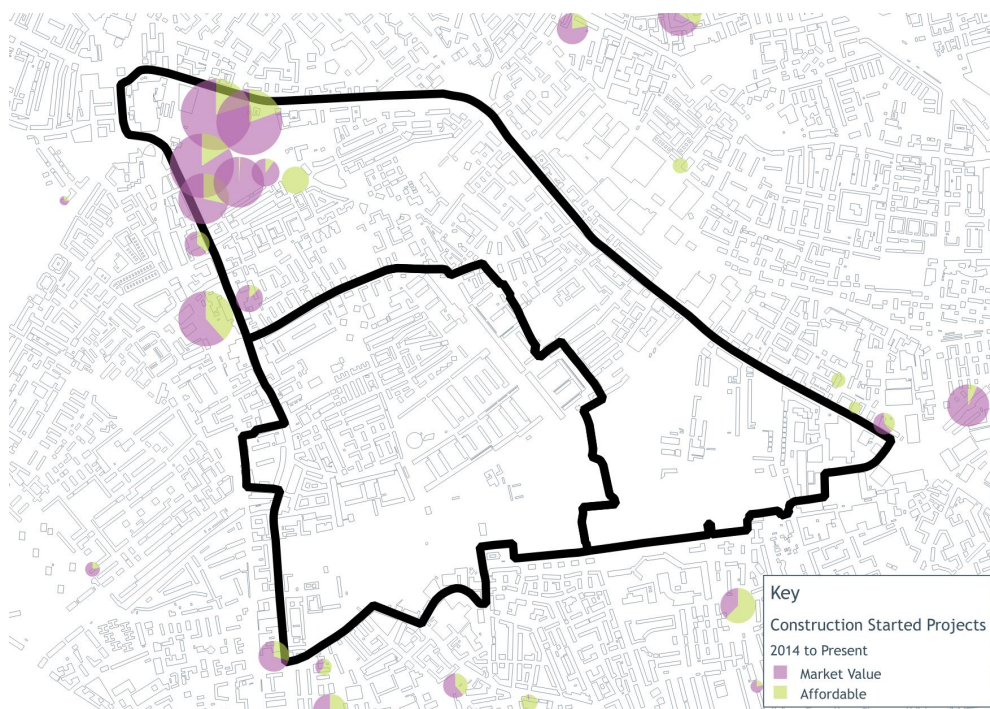 Key
Construction Started Projects
2014 to Present
Market Value
Affordable